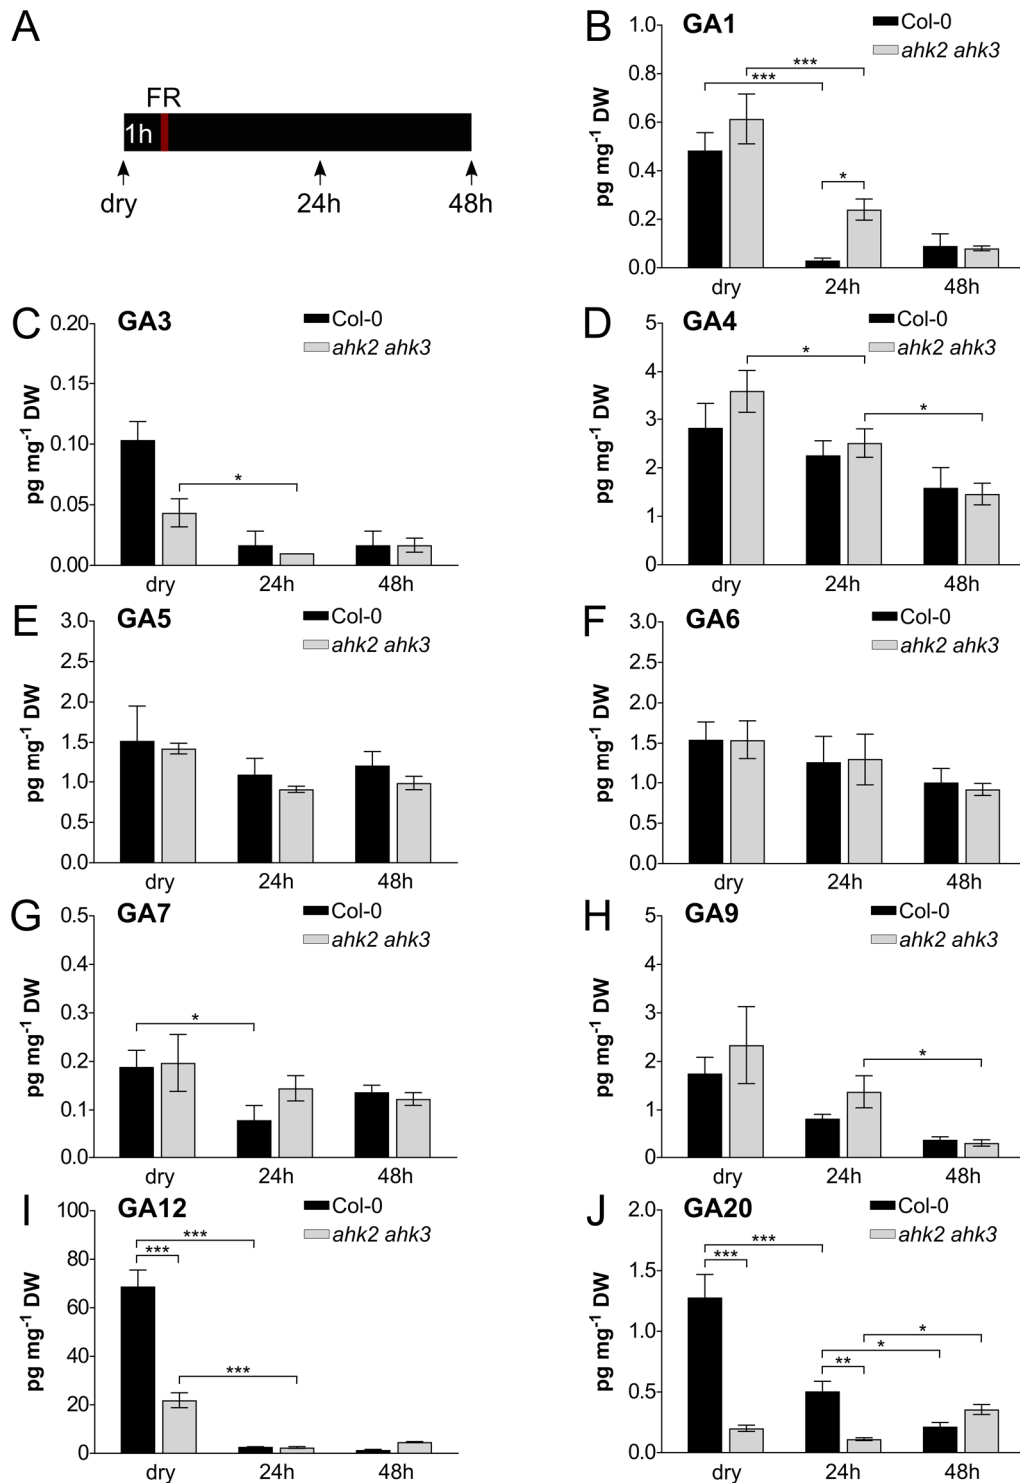 A
FR
1h
dry 24h 48h
B GA1
Col-0
ahk2 ahk3
pg mg-1 DW
1.0
0.8
0.6
0.4
0.2
0.0
***
***
*
dry 24h 48h
C GA3
Col-0
ahk2 ahk3
pg mg-1 DW
0.20
0.15
0.10
0.05
0.00
*
dry 24h 48h
D GA4
Col-0
ahk2 ahk3
pg mg-1 DW
5
4
3
2
1
0
*
*
dry 24h 48h
E GA5
Col-0
ahk2 ahk3
pg mg-1 DW
3.0
2.5
2.0
1.5
1.0
0.5
0.0
dry 24h 48h
F GA6
Col-0
ahk2 ahk3
pg mg-1 DW
3.0
2.5
2.0
1.5
1.0
0.5
0.0
dry 24h 48h
G GA7
Col-0
ahk2 ahk3
pg mg-1 DW
0.5
0.4
0.3
0.2
0.1
0.0
*
dry 24h 48h
H GA9
Col-0
ahk2 ahk3
pg mg-1 DW
5
4
3
2
1
0
*
dry 24h 48h
I GA12
Col-0
ahk2 ahk3
pg mg-1 DW
100
80
60
40
20
0
***
***
***
dry 24h 48h
J GA20
Col-0
ahk2 ahk3
pg mg-1 DW
2.0
1.5
1.0
0.5
0.0
***
***
*
*
**
dry 24h 48h